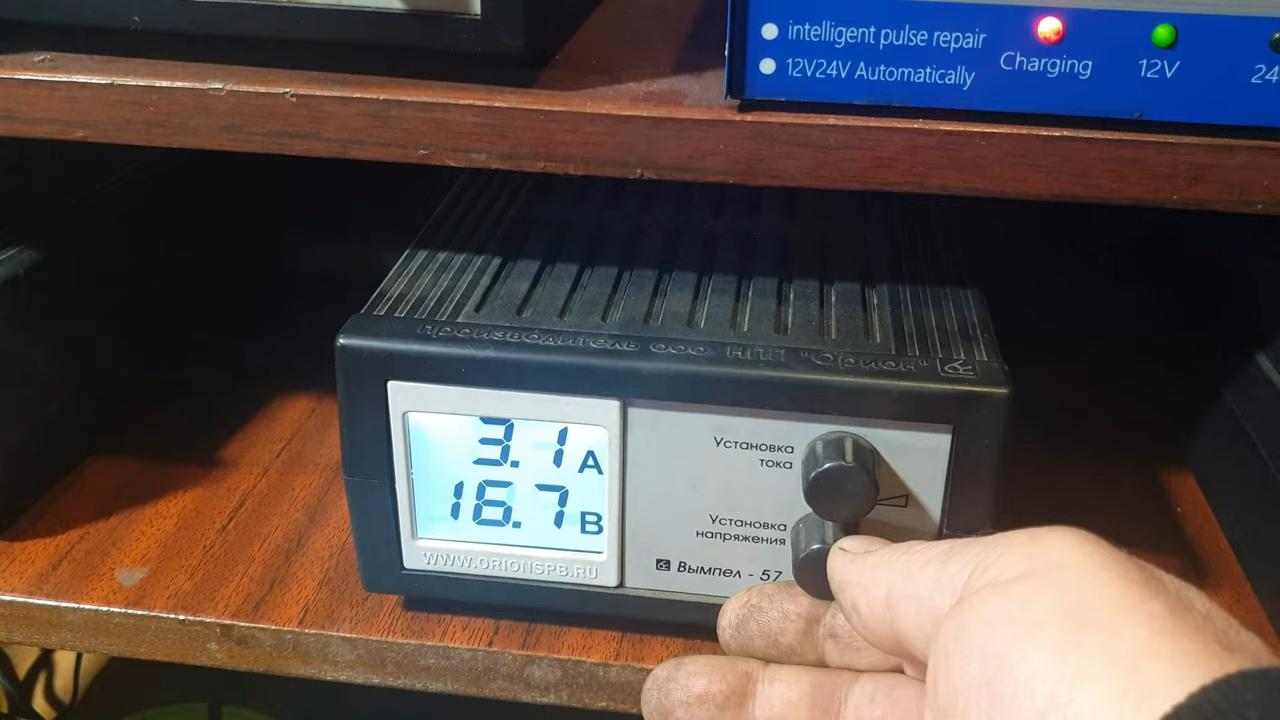 intelligent pulse repair
12V24V Automatically
Charging
12V
24
производитель ооо НПП "Орион"
3.1 A
16.7 B
WWW.ORIONSPB.RU
Установка
тока
Установка
напряжения
Вымпел - 57